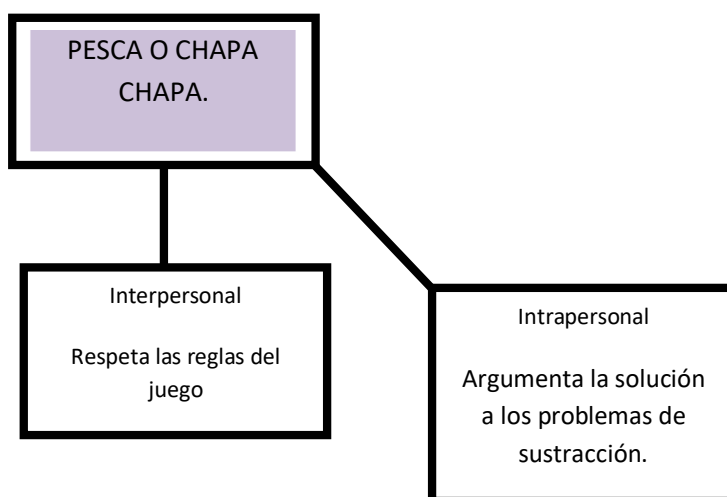 PESCA O CHAPA
CHAPA.
Interpersonal
Respeta las reglas del
juego
Intrapersonal
Argumenta la solución
a los problemas de
sustracción.